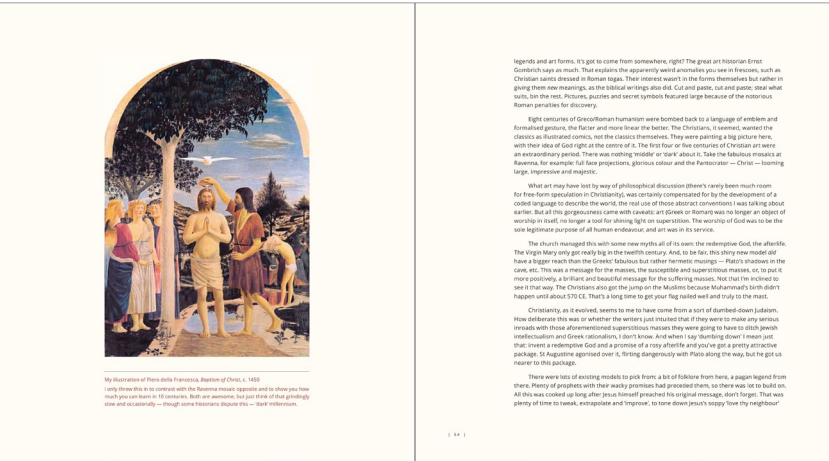 My illustration of Piero della Francesca, Baptism of Christ, c. 1450
I only threw this in to contrast with the Ravenna mosaic opposite and to show you how
much you can learn in 10 centuries. Both are awesome, but just think of that grindingly
slow and occasionally — though some historians dispute this — 'dark' millennium.
legends and art forms. It's got to come from somewhere, right? The great art historian Ernst
Gombrich says as much. That explains the apparently weird anomalies you see in frescoes, such as
Christian saints dressed in Roman togas. Their interest wasn't in the forms themselves but rather in
giving them new meanings, as the biblical writings also did. Cut and paste, cut and paste; steal what
suits, bin the rest. Pictures, puzzles and secret symbols featured large because of the notorious
Roman penalties for discovery.
Eight centuries of Greco/Roman humanism were bombed back to a language of emblem and
formalised gesture, the flatter and more linear the better. The Christians, it seemed, wanted the
classics as illustrated comics, not the classics themselves. They were painting a big picture here,
with their idea of God right at the centre of it. The first four or five centuries of Christian art were
an extraordinary period. There was nothing 'middle' or 'dark' about it. Take the fabulous mosaics at
Ravenna, for example: full face projections, glorious colour and the Pantocrator — Christ — looming
large, impressive and majestic.
What art may have lost by way of philosophical discussion (there's rarely been much room
for free-form speculation in Christianity), was certainly compensated for by the development of a
coded language to describe the world, the real use of those abstract conventions I was talking about
earlier. But all this gorgeousness came with caveats: art (Greek or Roman) was no longer an object of
worship in itself, no longer a tool for shining light on superstition. The worship of God was to be the
sole legitimate purpose of all human endeavour, and art was in its service.
The church managed this with some new myths all of its own: the redemptive God, the afterlife.
The Virgin Mary only got really big in the twelfth century. And, to be fair, this shiny new model did
have a bigger reach than the Greeks' fabulous but rather hermetic musings — Plato's shadows in the
cave, etc. This was a message for the masses, the susceptible and superstitious masses, or, to put it
more positively, a brilliant and beautiful message for the suffering masses. Not that I'm inclined to
see it that way. The Christians also got the jump on the Muslims because Muhammad's birth didn't
happen until about 570 CE. That's a long time to get your flag nailed well and truly to the mast.
Christianity, as it evolved, seems to me to have come from a sort of dumbed-down Judaism.
How deliberate this was or whether the writers just intuited that if they were to make any serious
inroads with those aforementioned superstitious masses they were going to have to ditch Jewish
intellectualism and Greek rationalism, I don't know. And when I say 'dumbing down' I mean just
that: invent a redemptive God and a promise of a rosy afterlife and you've got a pretty attractive
package. St Augustine agonised over it, flirting dangerously with Plato along the way, but he got us
nearer to this package.
There were lots of existing models to pick from: a bit of folklore from here, a pagan legend from
there. Plenty of prophets with their wacky promises had preceded them, so there was lot to build on.
All this was cooked up long after Jesus himself preached his original message, don't forget. That was
plenty of time to tweak, extrapolate and 'improve', to tone down Jesus's soppy 'love thy neighbour'